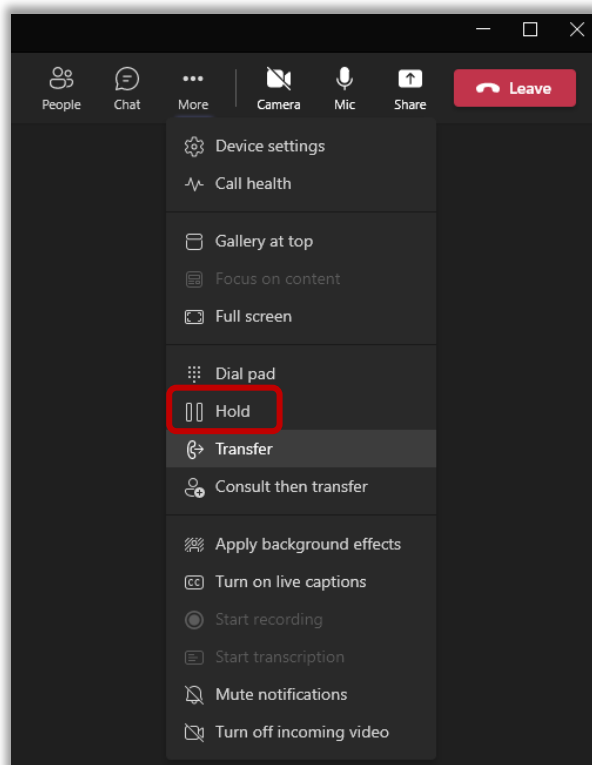 People Chat More Camera Mic Share Leave
Device settings
Call health
Gallery at top
Focus on content
Full screen
Dial pad
Hold
Transfer
Consult then transfer
Apply background effects
CC Turn on live captions
Start recording
Start transcription
Mute notifications
Turn off incoming video